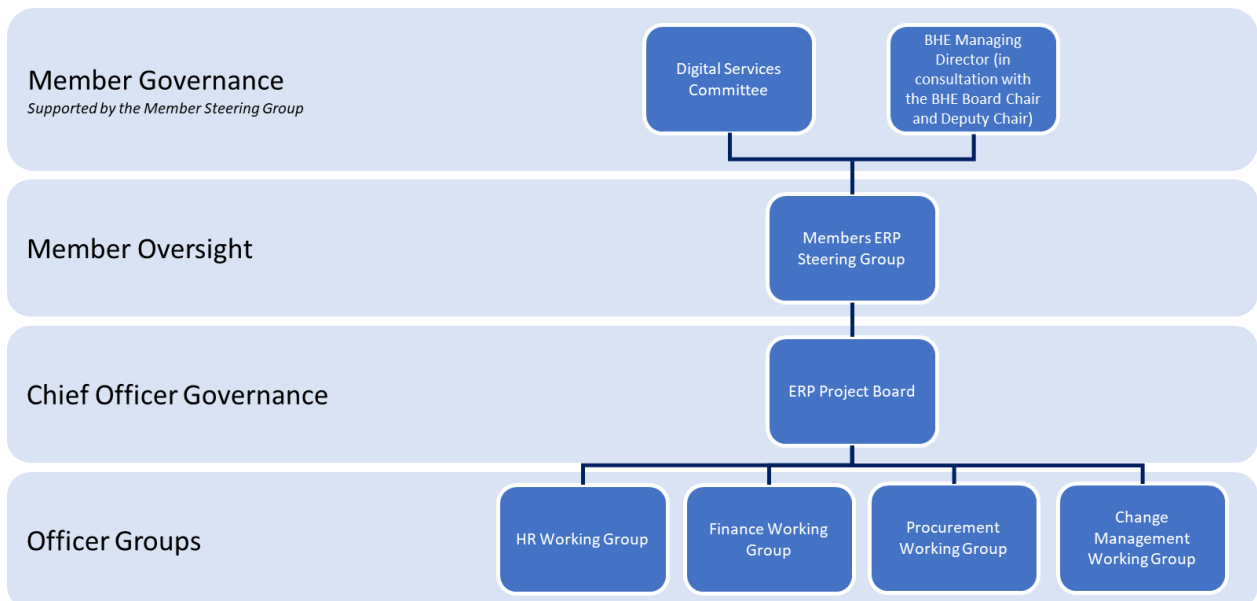 Member Governance
Supported by the Member Steering Group
Digital Services
Committee
BHE Managing
Director (in
consultation with
the BHE Board Chair
and Deputy Chair)
Member Oversight
Members ERP
Steering Group
Chief Officer Governance
ERP Project Board
Officer Groups
HR Working Group
Finance Working
Group
Procurement
Working Group
Change
Management
Working Group